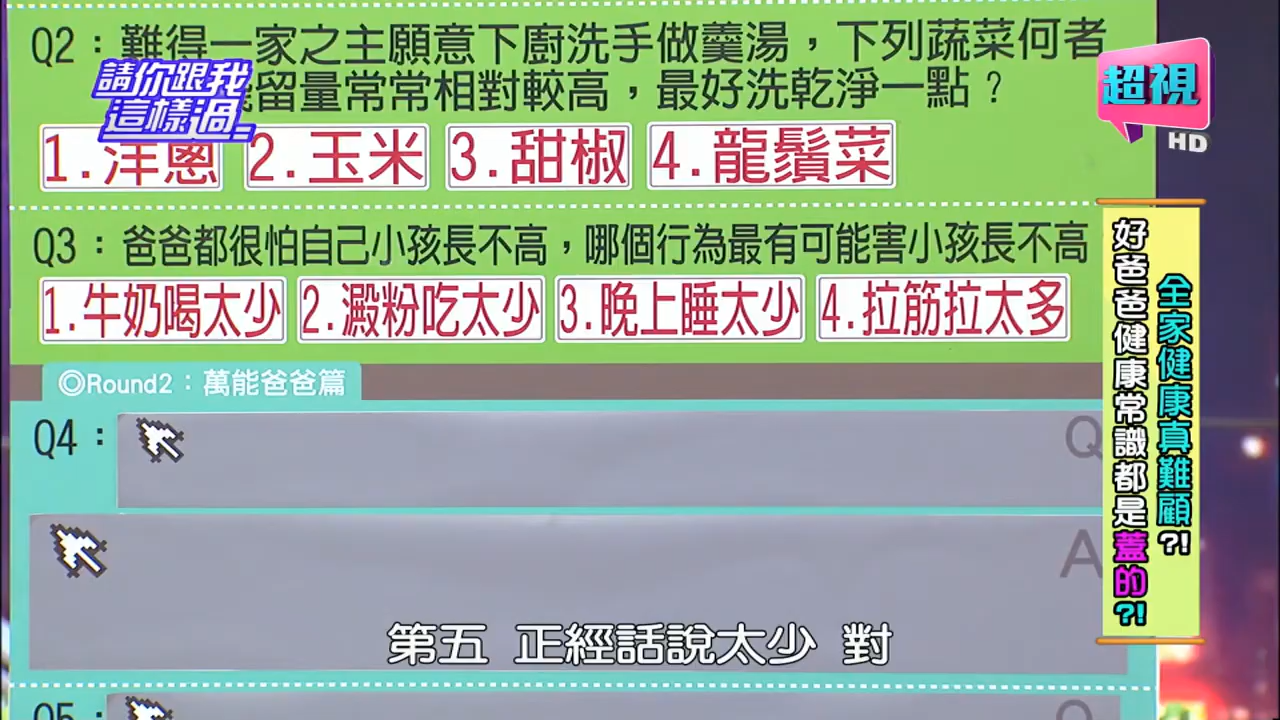 Q2：難得一家之主願意下廚洗手做羹湯，下列蔬菜何者
留量常常相對較高，最好洗乾淨一點？
1.洋蔥 2.玉米 3.甜椒 4.龍鬚菜
Q3：爸爸都很怕自己小孩長不高，哪個行為最有可能害小孩長不高
1.牛奶喝太少 2.澱粉吃太少 3.晚上睡太少 4.拉筋拉太多
◎Round2：萬能爸爸篇
Q4：
Q
A
Q5：
Q
第五 正經話說太少 對
請你跟我
這樣過
超視
HD
全家健康真難顧?!
好爸爸健康常識都是蓋的?!